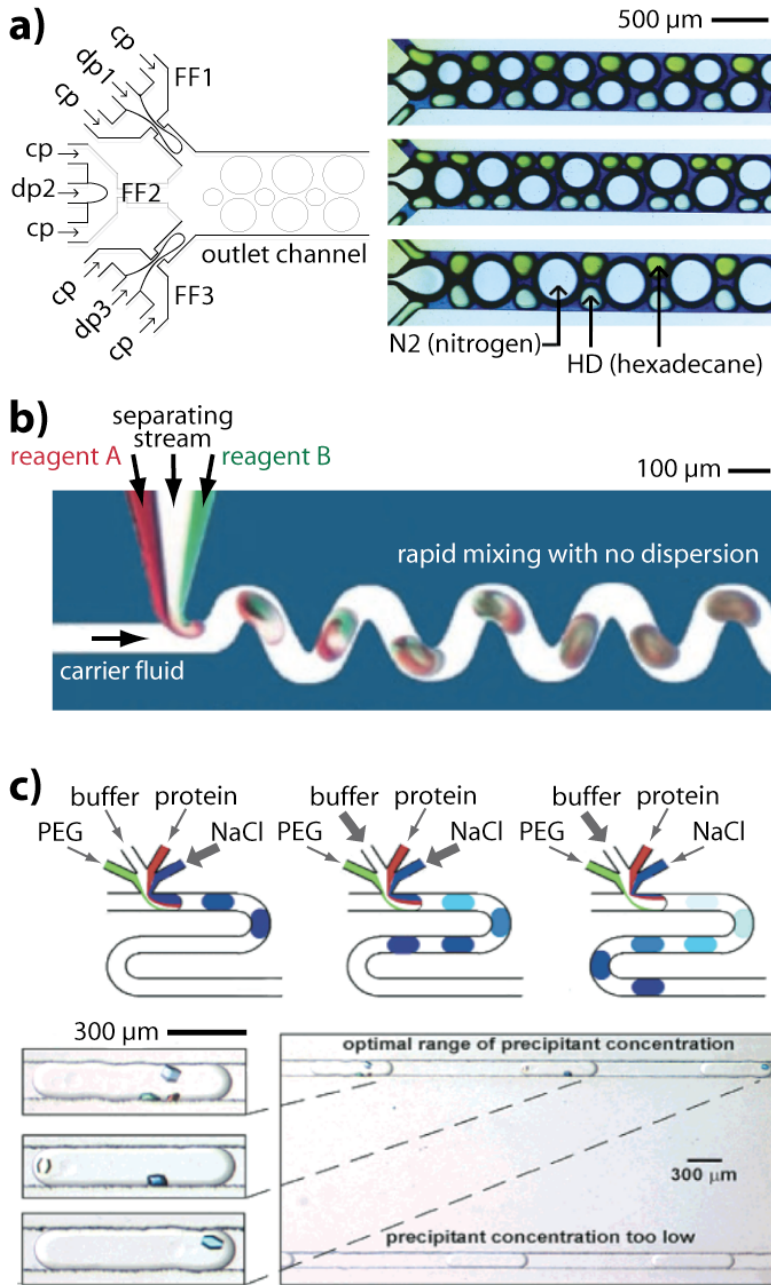 a)
cp
dp1
cp
FF1
500 µm
cp
dp2
FF2
cp
outlet channel
cp
dp3
cp
FF3
N2 (nitrogen)
HD (hexadecane)
b)
separating
stream
reagent A
reagent B
100 µm
rapid mixing with no dispersion
carrier fluid
c)
buffer
protein
PEG
NaCl
buffer
protein
PEG
NaCl
buffer
protein
PEG
NaCl
300 µm
optimal range of precipitant concentration
300 µm
precipitant concentration too low